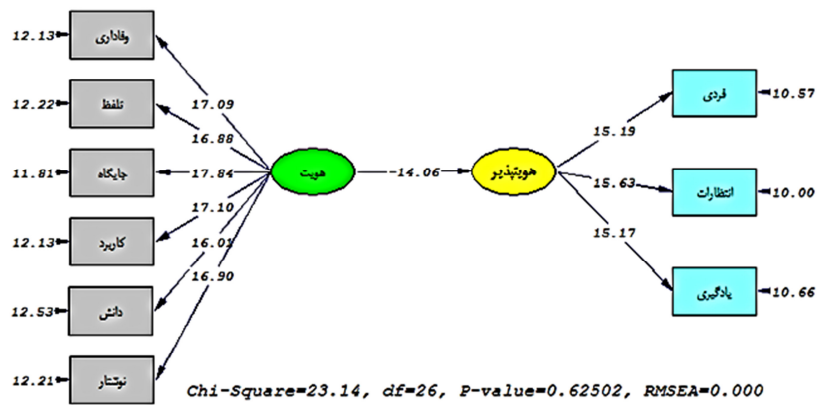 12.13 وفاداری
12.22 تلفظ
11.81 جایگاه
12.13 کاربرد
12.53 دانش
12.21 نوشتار
17.09
16.88
17.84
17.10
16.01
16.90
هویت
-14.06
هویتپذیر
15.19
15.63
15.17
فردی 10.57
انتظارات 10.00
یادگیری 10.66
Chi-Square=23.14, df=26, P-value=0.62502, RMSEA=0.000